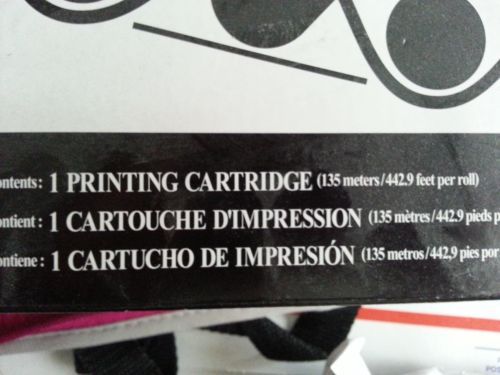 ontents: 1 PRINTING CARTRIDGE (135 meters/442.9 feet per roll)
ontient: 1 CARTOUCHE D'IMPRESSION (135 mètres/442,9 pieds p
ontiene: 1 CARTUCHO DE IMPRESIÓN (135 metros/442,9 pies por